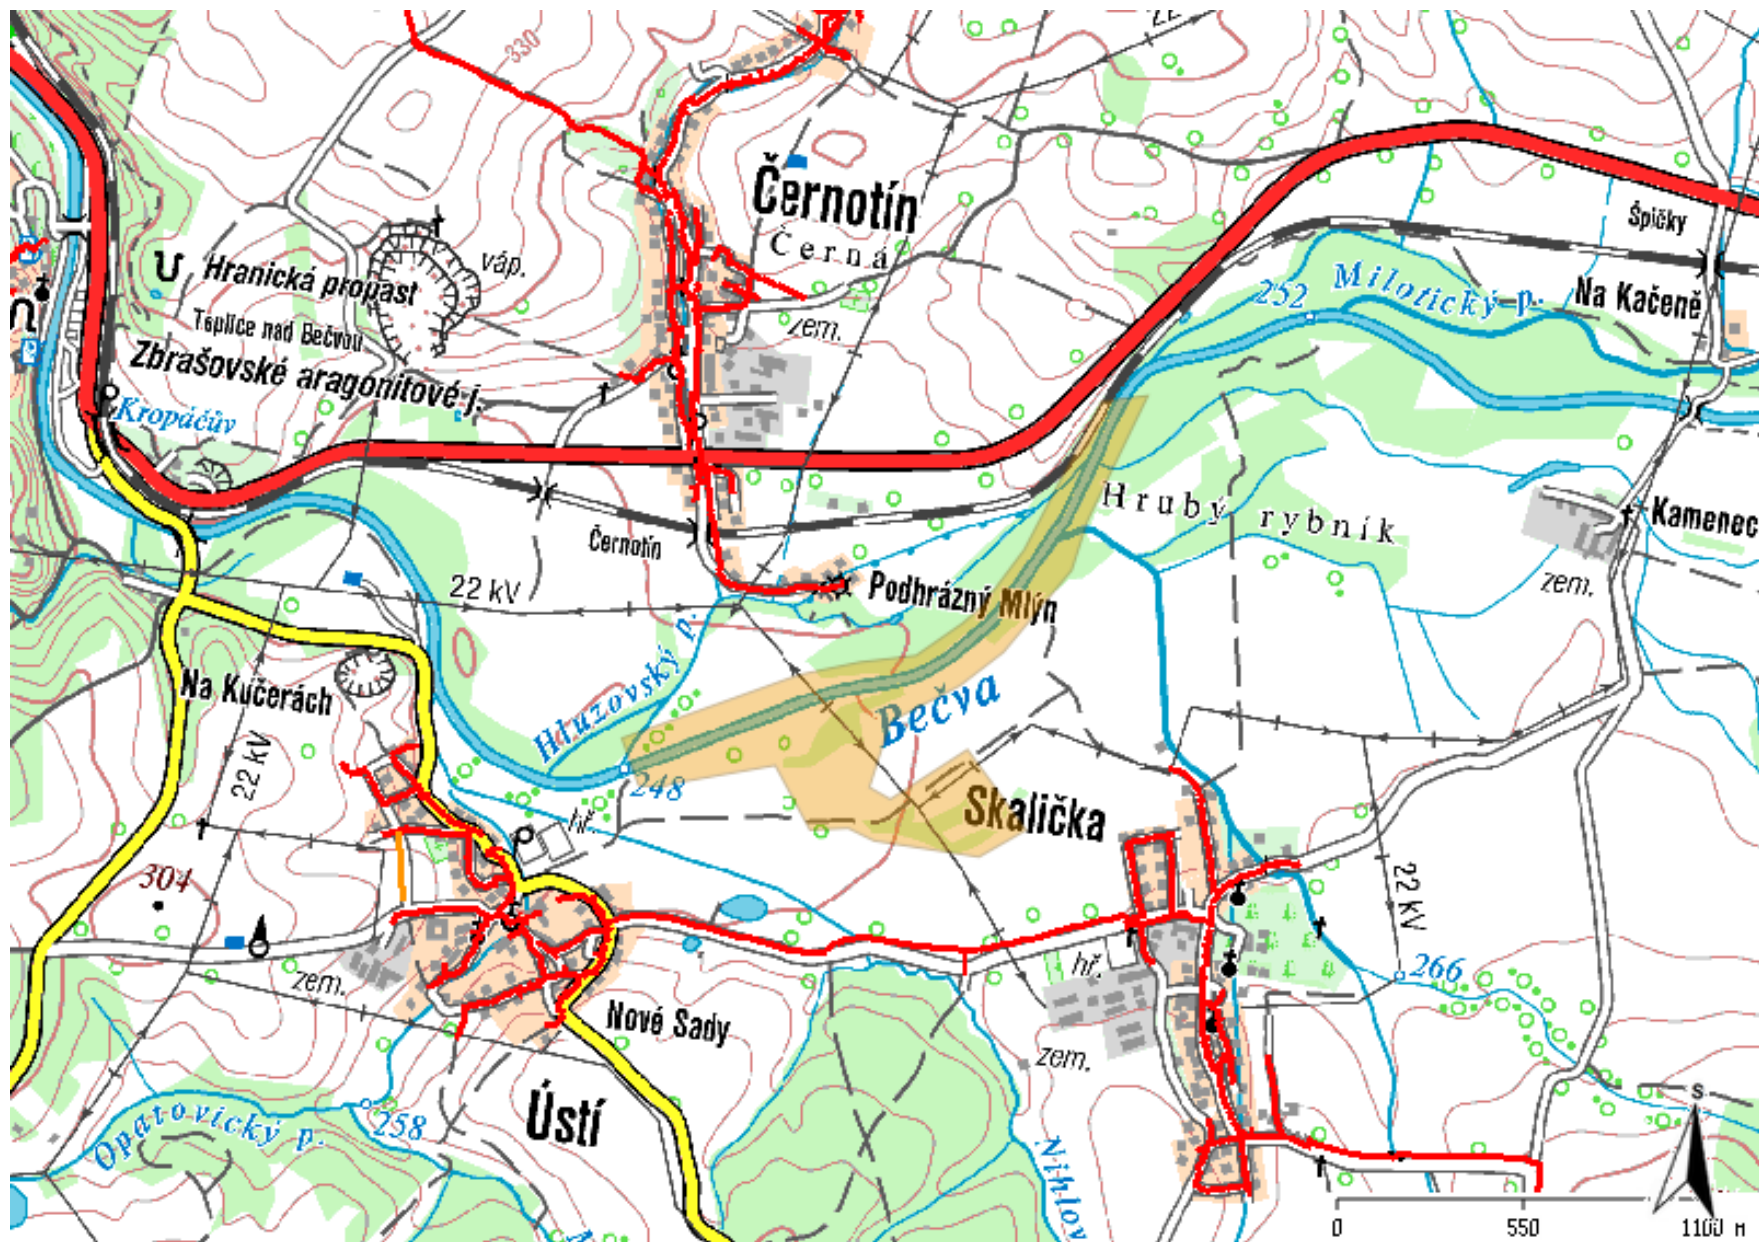 330
Černotín
Černá
Špičky
váp.
Hranická propast
252
Milotický p.
Na Kačeně
Teplice nad Bečvou
zem.
Zbrašovské aragonitové j.
Kropáčův
Hrubý rybník
Kamenec
Černotín
22 kV
Podhrázný Mlýn
zem.
Hluzovský p.
Na Kučerách
Bečva
22 kV
248
Skalička
hř.
304
22 kV
zem.
hř.
266
Nové Sady
zem.
Ústí
Opatovický p.
258
Nihlov
S
0 550 1100 M